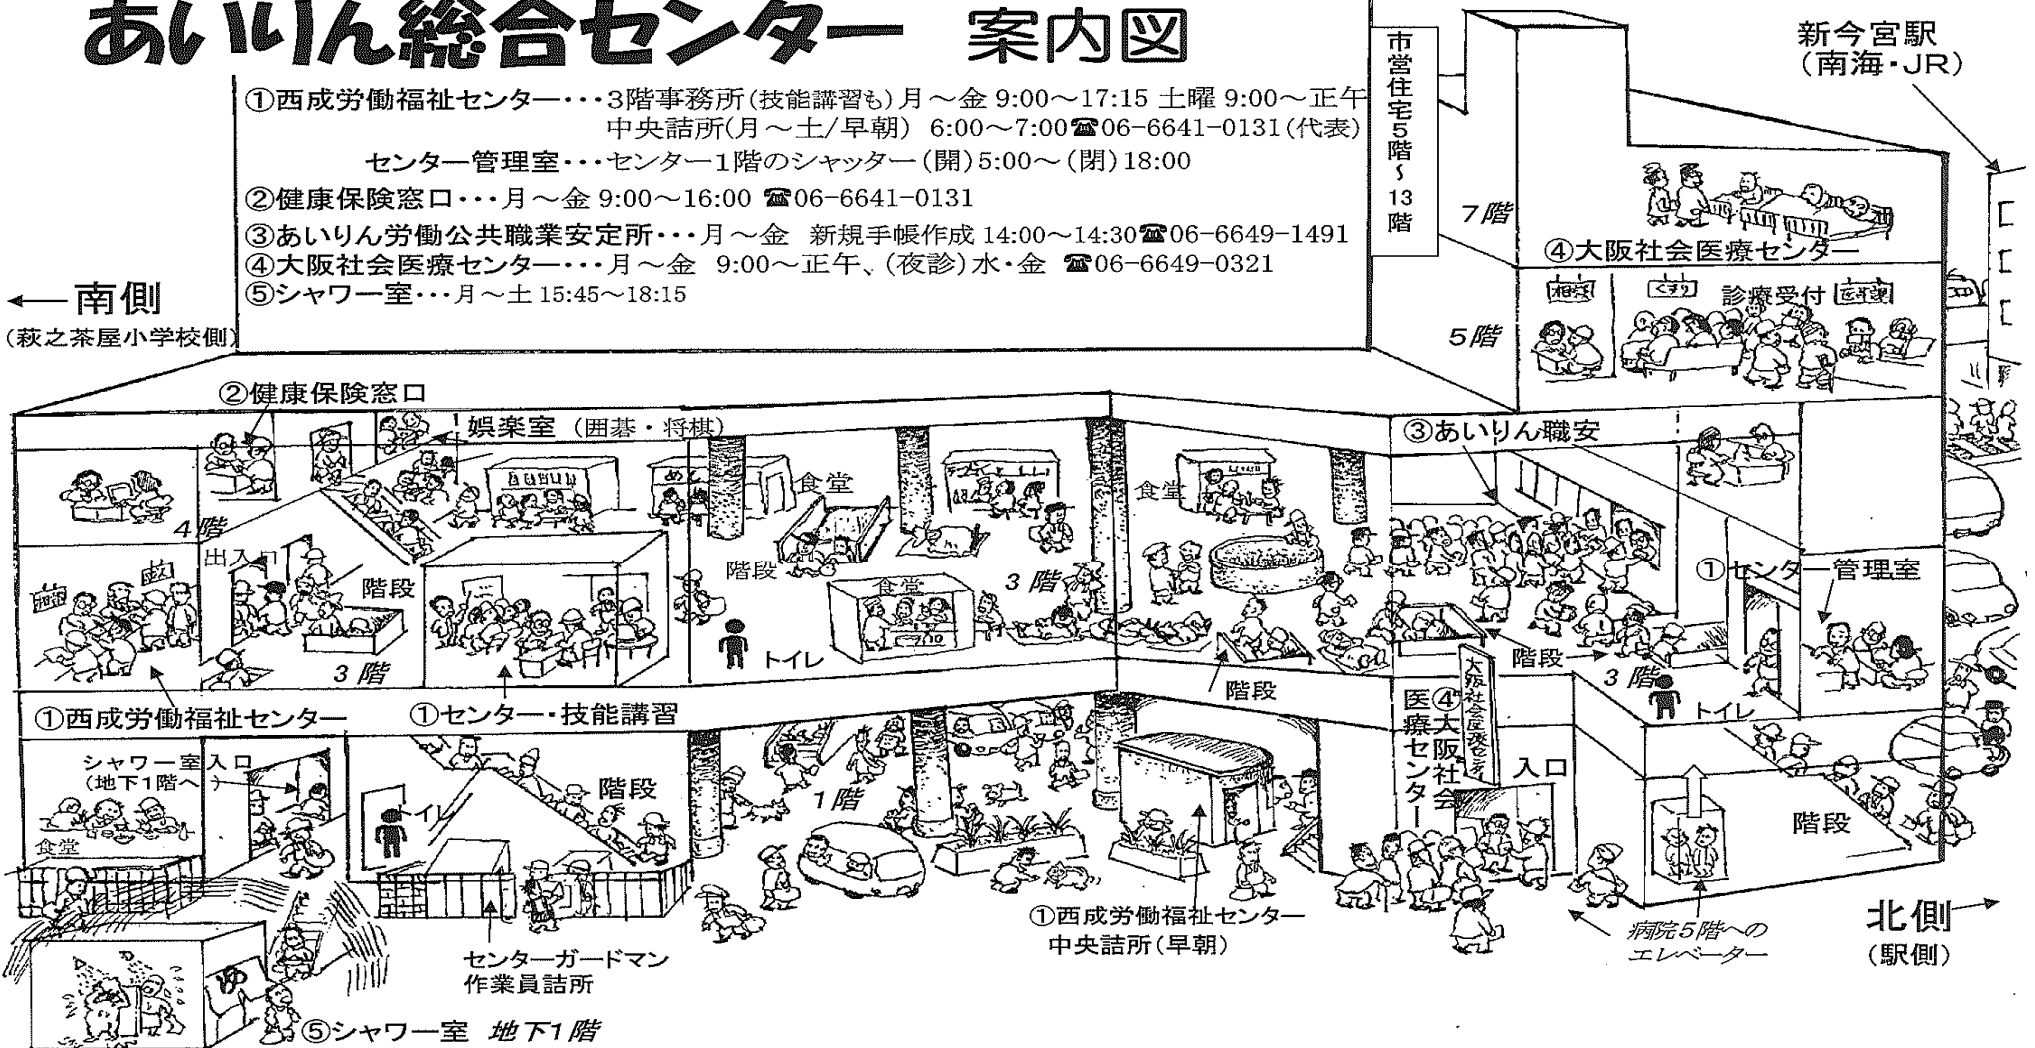 あいりん総合センター 案内図
①西成労働福祉センター・・・3階事務所(技能講習も)月〜金 9:00〜17:15 土曜 9:00〜正午
中央詰所(月〜土/早朝) 6:00〜7:00☎06-6641-0131(代表)
センター管理室・・・センター1階のシャッター(開)5:00〜(閉)18:00
②健康保険窓口・・・月〜金 9:00〜16:00 ☎06-6641-0131
③あいりん労働公共職業安定所・・・月〜金 新規手帳作成 14:00〜14:30☎06-6649-1491
④大阪社会医療センター・・・月〜金 9:00〜正午、(夜診)水・金 ☎06-6649-0321
⑤シャワー室・・・月〜土 15:45〜18:15
市営住宅5階〜13階
新今宮駅
(南海・JR)
←南側
(萩之茶屋小学校側)
7階
④大阪社会医療センター
相談
くすり
診療受付
5階
②健康保険窓口
娯楽室 (囲碁・将棋)
③あいりん職安
4階
めし
食堂
食堂
出入口
階段
階段
食堂
3階
①センター管理室
トイレ
3階
階段
階段
3階
トイレ
①西成労働福祉センター
①センター・技能講習
大阪社会医療センター
④大阪社会
医療センター
シャワー室入口
(地下1階へ)
トイレ
階段
1階
入口
階段
食堂
①西成労働福祉センター
中央詰所(早朝)
病院5階への
エレベーター
北側→
(駅側)
センターガードマン
作業員詰所
ゆ
⑤シャワー室 地下1階